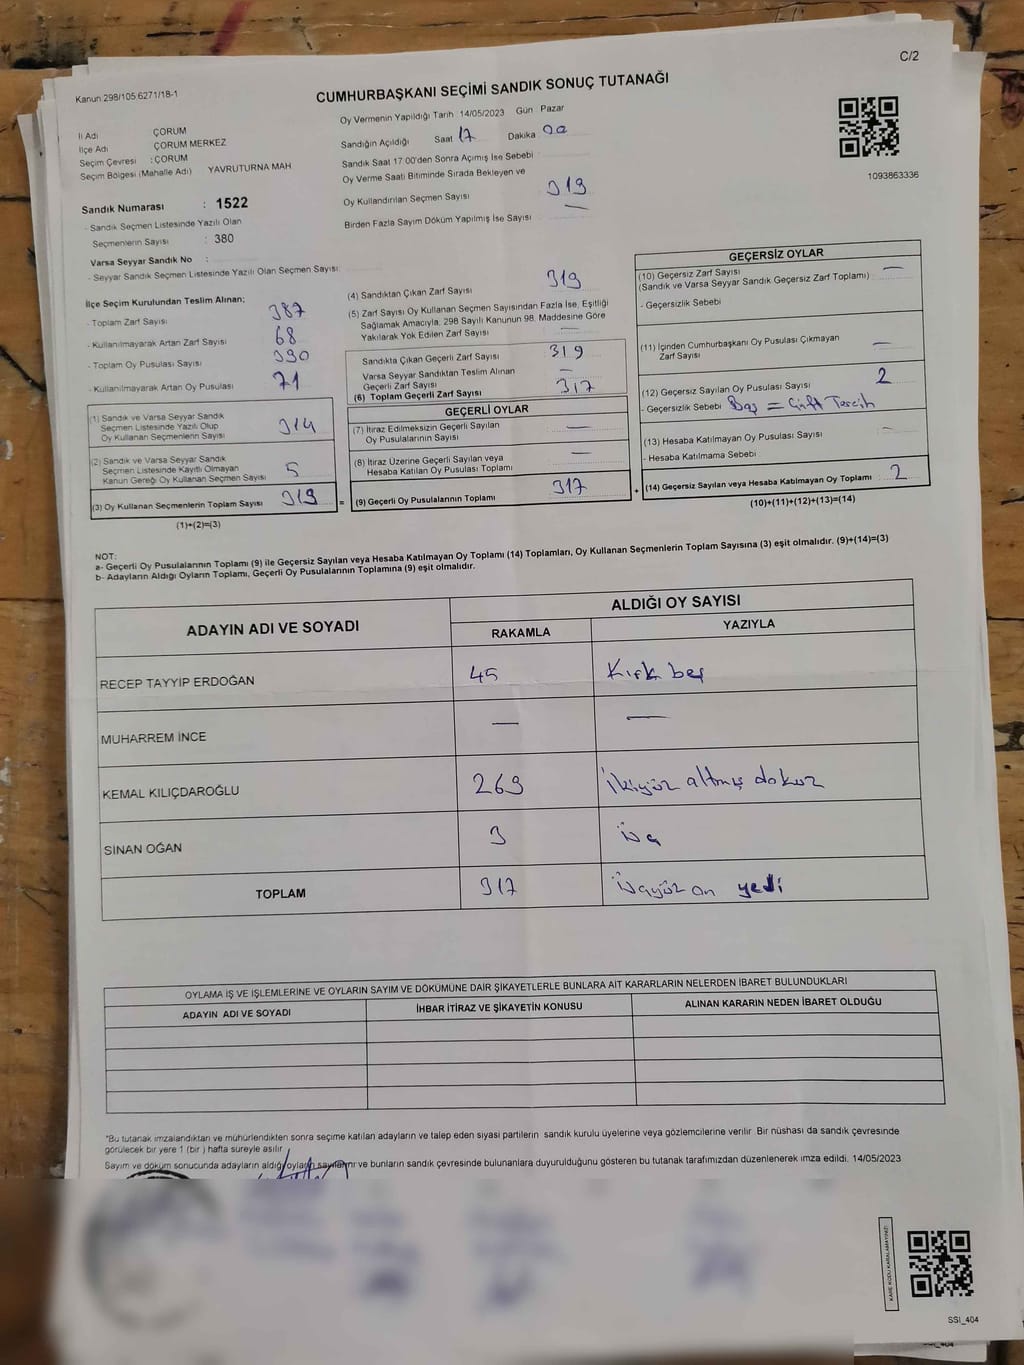 C/2
Kanun 298/105 6271/18-1
CUMHURBAŞKANI SEÇİMİ SANDIK SONUÇ TUTANAĞI
İl Adı ÇORUM
İlçe Adı ÇORUM MERKEZ
Seçim Çevresi : ÇORUM
Seçim Bölgesi (Mahalle Adı) YAVRUTURNA MAH
Sandık Numarası : 1522
- Sandık Seçmen Listesinde Yazılı Olan
Seçmenlerin Sayısı : 380
Varsa Seyyar Sandık No :
- Seyyar Sandık Seçmen Listesinde Yazılı Olan Seçmen Sayısı:
Oy Vermenin Yapıldığı Tarih : 14/05/2023 Gün Pazar
Sandığın Açıldığı Saat 17 Dakika 00
Sandık Saat 17 00'den Sonra Açılmış İse Sebebi
Oy Verme Saati Bitiminde Sırada Bekleyen ve
Oy Kullandırılan Seçmen Sayısı 319
Birden Fazla Sayım Döküm Yapılmış İse Sayısı —
1093863336
İlçe Seçim Kurulundan Teslim Alınan;
- Toplam Zarf Sayısı 387
- Kullanılmayarak Artan Zarf Sayısı 68
- Toplam Oy Pusulası Sayısı 390
- Kullanılmayarak Artan Oy Pusulası 71
(1) Sandık ve Varsa Seyyar Sandık
Seçmen Listesinde Yazılı Olup
Oy Kullanan Seçmenlerin Sayısı 314
(2) Sandık ve Varsa Seyyar Sandık
Seçmen Listesinde Kayıtlı Olmayan
Kanun Gereği Oy Kullanan Seçmen Sayısı 5
(3) Oy Kullanan Seçmenlerin Toplam Sayısı 319 =
(1)+(2)=(3)
(4) Sandıktan Çıkan Zarf Sayısı 319
(5) Zarf Sayısı Oy Kullanan Seçmen Sayısından Fazla İse, Eşitliği
Sağlamak Amacıyla, 298 Sayılı Kanunun 98. Maddesine Göre
Yakılarak Yok Edilen Zarf Sayısı —
Sandıkta Çıkan Geçerli Zarf Sayısı 319
Varsa Seyyar Sandıktan Teslim Alınan
Geçerli Zarf Sayısı —
(6) Toplam Geçerli Zarf Sayısı 317
GEÇERLİ OYLAR
(7) İtiraz Edilmeksizin Geçerli Sayılan
Oy Pusulalarının Sayısı —
(8) İtiraz Üzerine Geçerli Sayılan veya
Hesaba Katılan Oy Pusulası Toplamı —
(9) Geçerli Oy Pusulalarının Toplamı 317 +
GEÇERSİZ OYLAR
(10) Geçersiz Zarf Sayısı —
(Sandık ve Varsa Seyyar Sandık Geçersiz Zarf Toplamı)
- Geçersizlik Sebebi
(11) İçinden Cumhurbaşkanı Oy Pusulası Çıkmayan
Zarf Sayısı —
(12) Geçersiz Sayılan Oy Pusulası Sayısı 2
- Geçersizlik Sebebi Boş = Çift Tercih
(13) Hesaba Katılmayan Oy Pusulası Sayısı —
- Hesaba Katılmama Sebebi
(14) Geçersiz Sayılan veya Hesaba Katılmayan Oy Toplamı 2
(10)+(11)+(12)+(13)=(14)
NOT:
a- Geçerli Oy Pusulalarının Toplamı (9) ile Geçersiz Sayılan veya Hesaba Katılmayan Oy Toplamı (14) Toplamları, Oy Kullanan Seçmenlerin Toplam Sayısına (3) eşit olmalıdır. (9)+(14)=(3)
b- Adayların Aldığı Oyların Toplamı, Geçerli Oy Pusulalarının Toplamına (9) eşit olmalıdır.
ADAYIN ADI VE SOYADI ALDIĞI OY SAYISI
RAKAMLA YAZIYLA
RECEP TAYYIP ERDOĞAN 45 Kırk beş
MUHARREM İNCE — —
KEMAL KILIÇDAROĞLU 269 İkiyüz altmış dokuz
SİNAN OĞAN 3 Üç
TOPLAM 317 Üçyüz on yedi
OYLAMA İŞ VE İŞLEMLERİNE VE OYLARIN SAYIM VE DÖKÜMÜNE DAİR ŞİKAYETLERLE BUNLARA AİT KARARLARIN NELERDEN İBARET BULUNDUKLARI
ADAYIN ADI VE SOYADI İHBAR İTİRAZ VE ŞİKAYETİN KONUSU ALINAN KARARIN NEDEN İBARET OLDUĞU
*Bu tutanak imzalandıktan ve mühürlendikten sonra seçime katılan adayların ve talep eden siyasi partilerin sandık kurulu üyelerine veya gözlemcilerine verilir. Bir nüshası da sandık çevresinde
görülecek bir yere 1 (bir ) hafta süreyle asılır.
Sayım ve döküm sonucunda adayların aldığı oyların sayılarını ve bunların sandık çevresinde bulunanlara duyurulduğunu gösteren bu tutanak tarafımızdan düzenlenerek imza edildi. 14/05/2023
KARE KODU KARALAMAYINIZ!
SSI_404